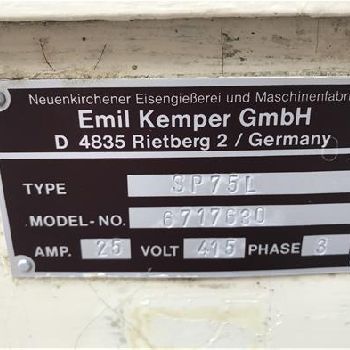 Neuenkirchener Eisengießerei und Maschinenfabri
Emil Kemper GmbH
D 4835 Rietberg 2 / Germany
TYPE SP75L
MODEL-NO. 6717630
AMP. 25 VOLT 415 PHASE 3